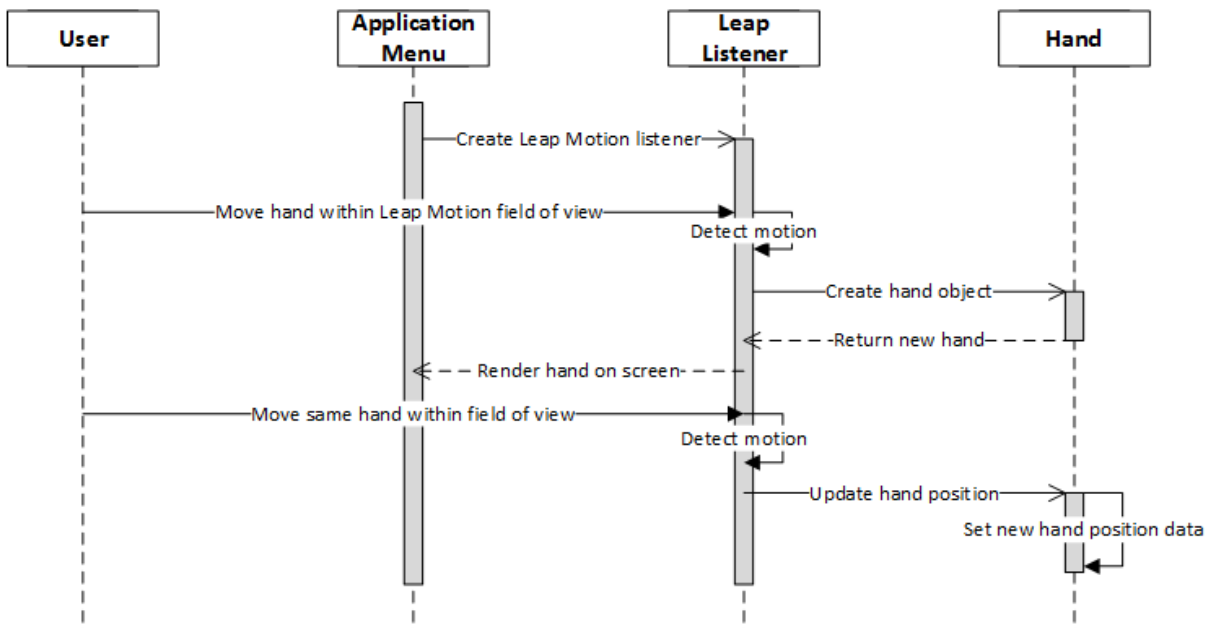 User
Application
Menu
Leap
Listener
Hand
Create Leap Motion listener
Move hand within Leap Motion field of view
Detect motion
Create hand object
Return new hand
Render hand on screen
Move same hand within field of view
Detect motion
Update hand position
Set new hand position data